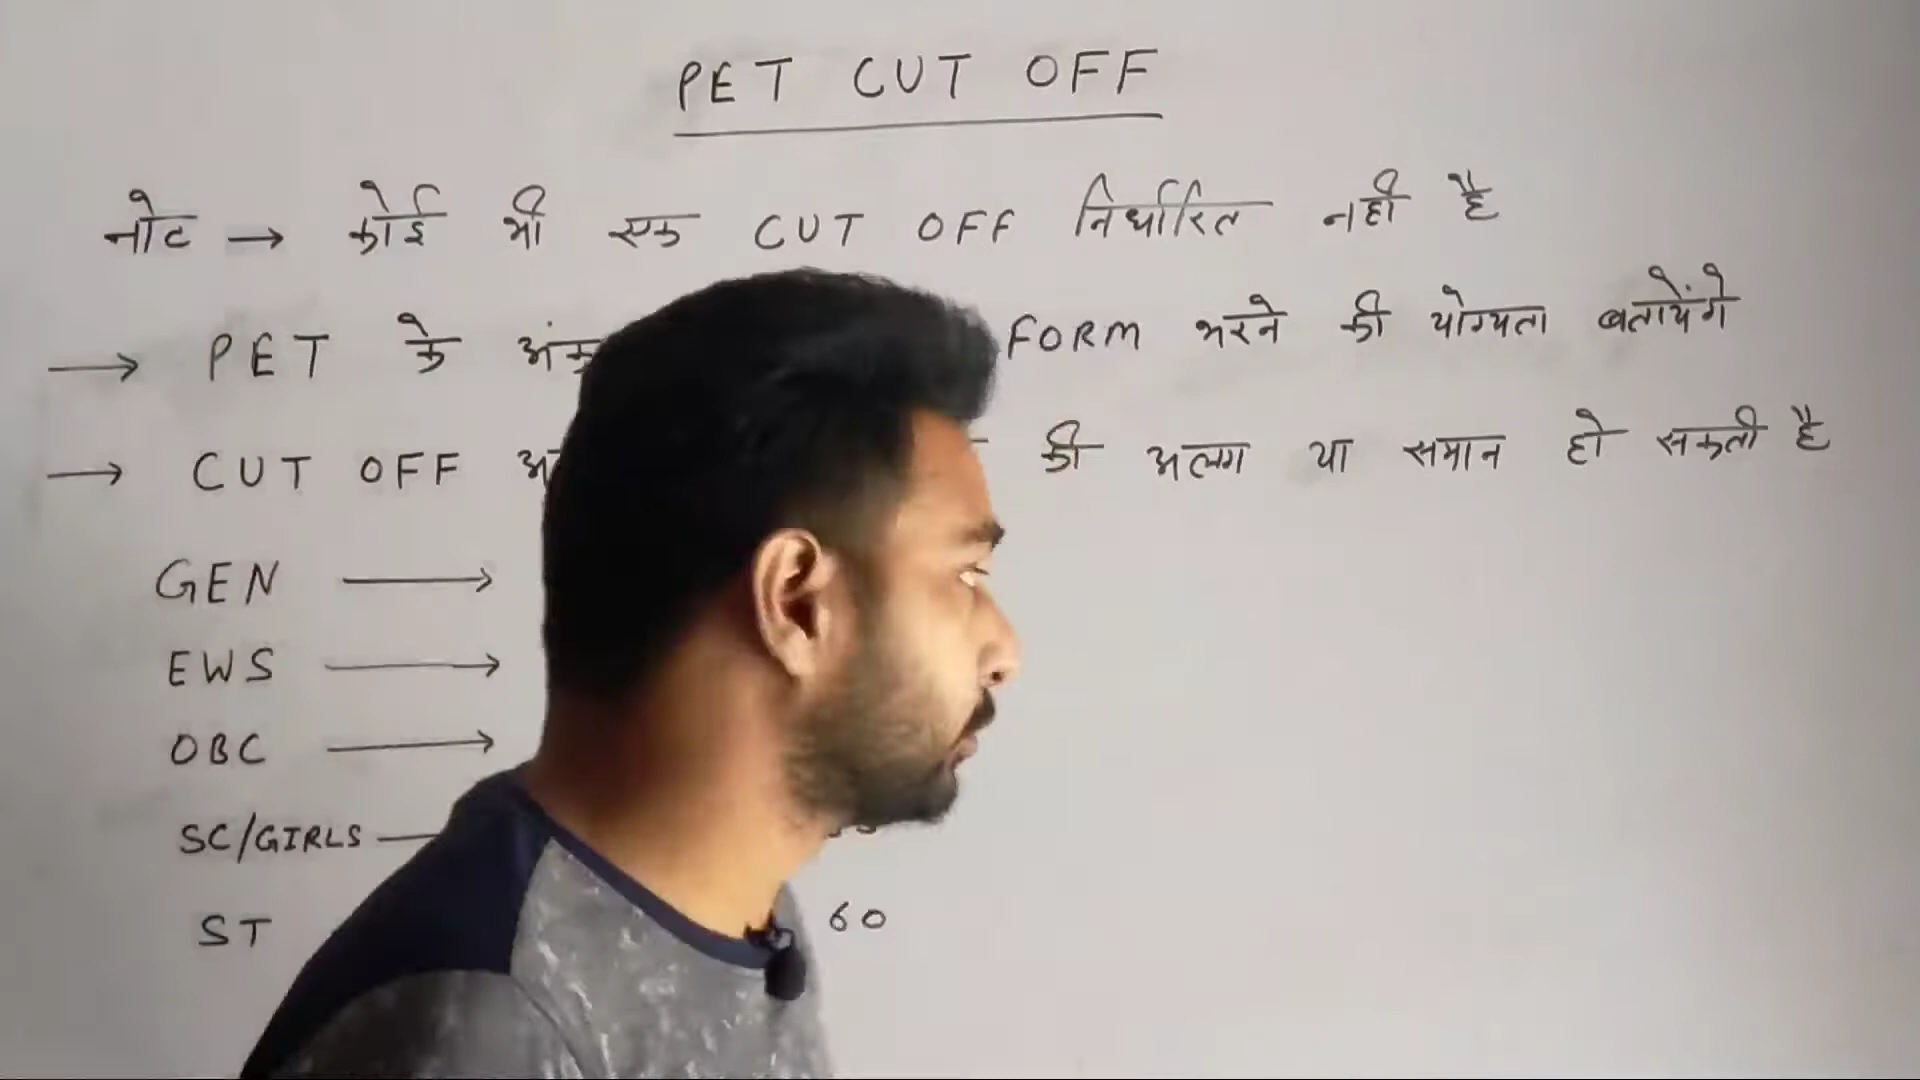 PET CUT OFF
नोट → कोई भी एक CUT OFF निर्धारित नही है
→ PET के अंक FORM भरने की योग्यता बतायेंगे
→ CUT OFF की अलग या समान हो सकती है
GEN →
EWS →
OBC →
SC/GIRLS
ST 60